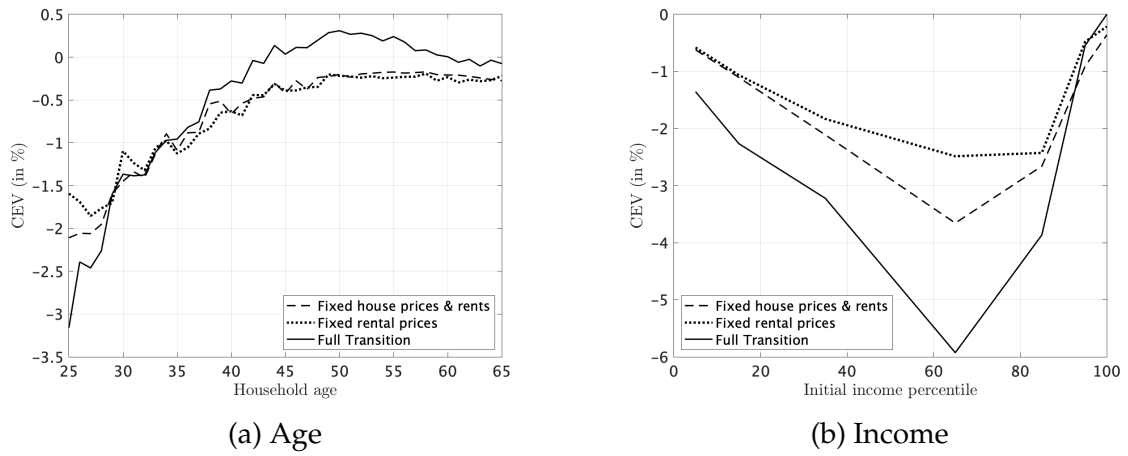 0.5
0
−0.5
−1
−1.5
−2
−2.5
−3
−3.5
CEV (in %)
Fixed house prices & rents
Fixed rental prices
Full Transition
25 30 35 40 45 50 55 60 65
Household age
(a) Age
0
−1
−2
−3
−4
−5
−6
CEV (in %)
Fixed house prices & rents
Fixed rental prices
Full Transition
0 20 40 60 80 100
Initial income percentile
(b) Income